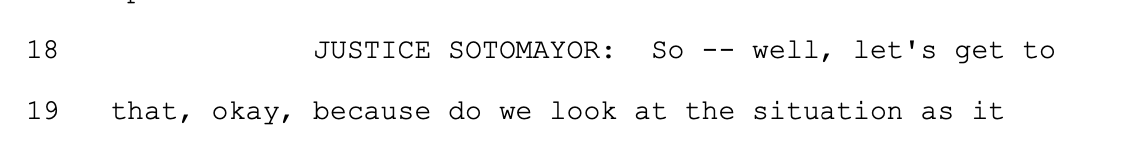 18 JUSTICE SOTOMAYOR: So -- well, let's get to
19 that, okay, because do we look at the situation as it